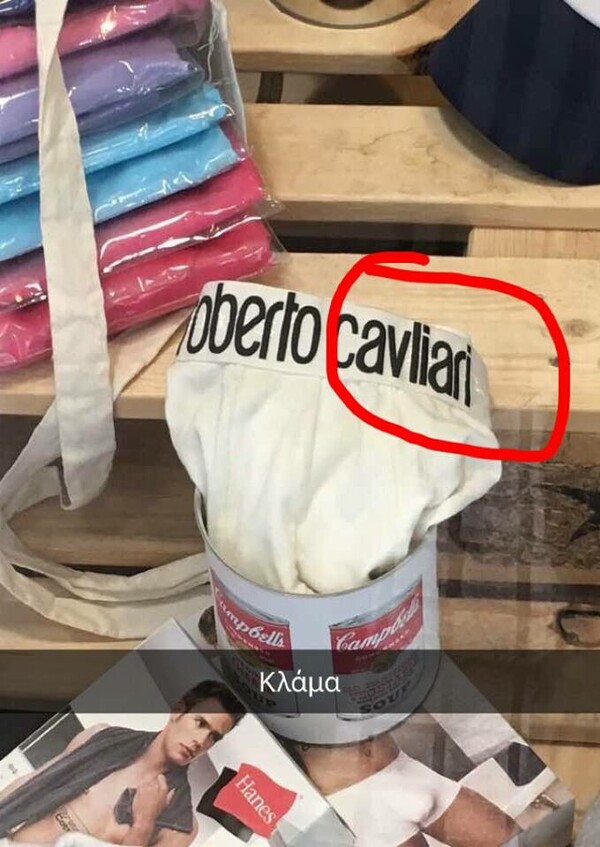 oberto cavliari
Campbell's
Campbell's
SOUP
SOUP
Κλάμα
Hanes